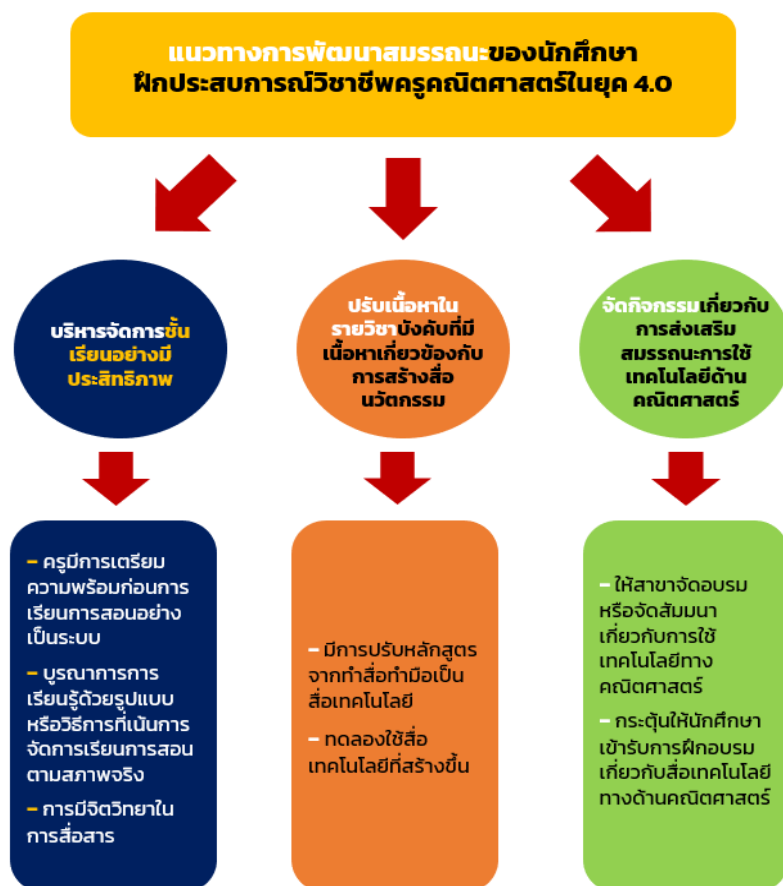 แนวทางการพัฒนาสมรรถนะของนักศึกษา
ฝึกประสบการณ์วิชาชีพครูคณิตศาสตร์ในยุค 4.0
บริหารจัดการชั้น
เรียนอย่างมี
ประสิทธิภาพ
ปรับเนื้อหาใน
รายวิชาบังคับที่มี
เนื้อหาเกี่ยวข้องกับ
การสร้างสื่อ
นวัตกรรม
จัดกิจกรรมเกี่ยวกับ
การส่งเสริม
สมรรถนะการใช้
เทคโนโลยีด้าน
คณิตศาสตร์
– ครูมีการเตรียม
ความพร้อมก่อนการ
เรียนการสอนอย่าง
เป็นระบบ
– บูรณาการการ
เรียนรู้ด้วยรูปแบบ
หรือวิธีการที่เน้นการ
จัดการเรียนการสอน
ตามสภาพจริง
– การมีจิตวิทยาใน
การสื่อสาร
– มีการปรับหลักสูตร
จากทำสื่อทำมือเป็น
สื่อเทคโนโลยี
– ทดลองใช้สื่อ
เทคโนโลยีที่สร้างขึ้น
– ให้สาขาจัดอบรม
หรือจัดสัมมนา
เกี่ยวกับการใช้
เทคโนโลยีทาง
คณิตศาสตร์
– กระตุ้นให้นักศึกษา
เข้ารับการฝึกอบรม
เกี่ยวกับสื่อเทคโนโลยี
ทางด้านคณิตศาสตร์